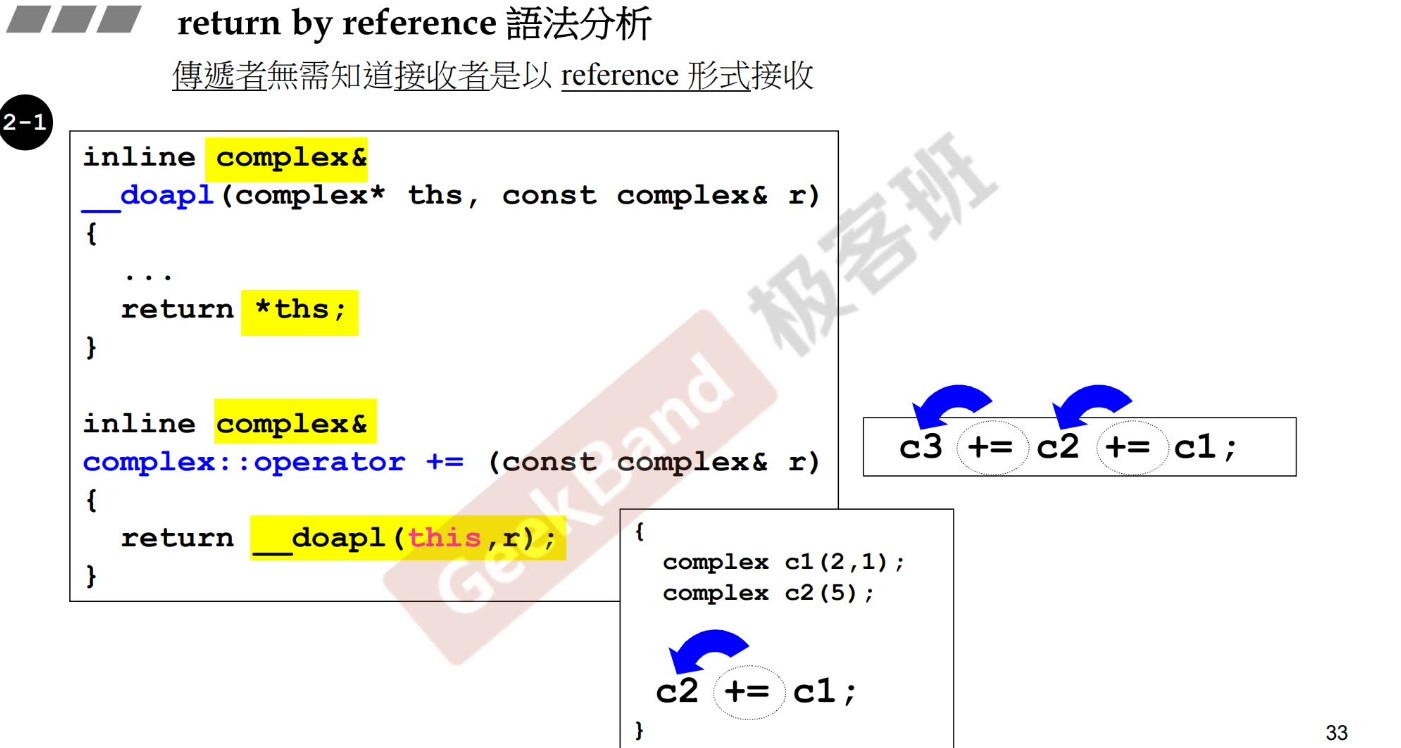 return by reference 語法分析
傳遞者無需知道接收者是以 reference 形式接收
2-1
inline complex&
__doapl(complex* ths, const complex& r)
{
...
return *ths;
}
inline complex&
complex::operator += (const complex& r)
{
return __doapl(this,r);
}
c3 += c2 += c1;
{
complex c1(2,1);
complex c2(5);
c2 += c1;
}
GeekBand 极客班
33